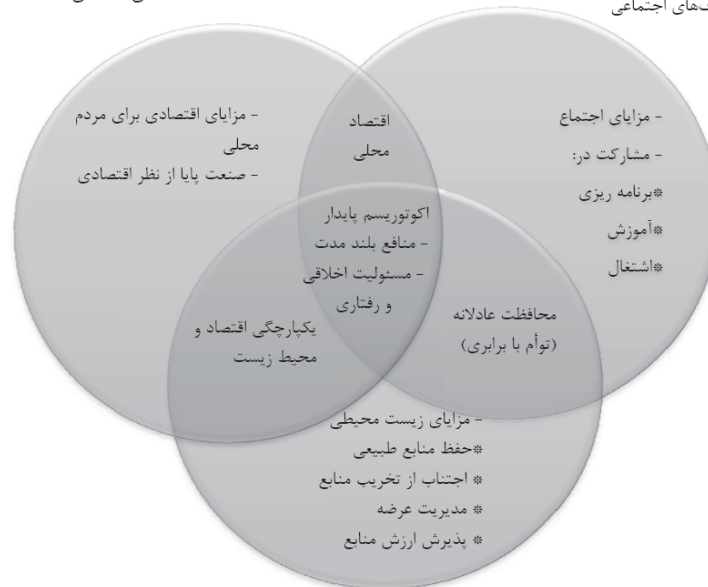 ف‌های اجتماعی
- مزایای اجتماع
- مشارکت در:
*برنامه ریزی
*آموزش
*اشتغال
اقتصاد
محلی
- مزایای اقتصادی برای مردم
محلی
- صنعت پایا از نظر اقتصادی
اکوتوریسم پایدار
- منافع بلند مدت
- مسئولیت اخلاقی
و رفتاری
محافظت عادلانه
(توأم با برابری)
یکپارچگی اقتصاد و
محیط زیست
- مزایای زیست محیطی
*حفظ منابع طبیعی
* اجتناب از تخریب منابع
* مدیریت عرضه
* پذیرش ارزش منابع